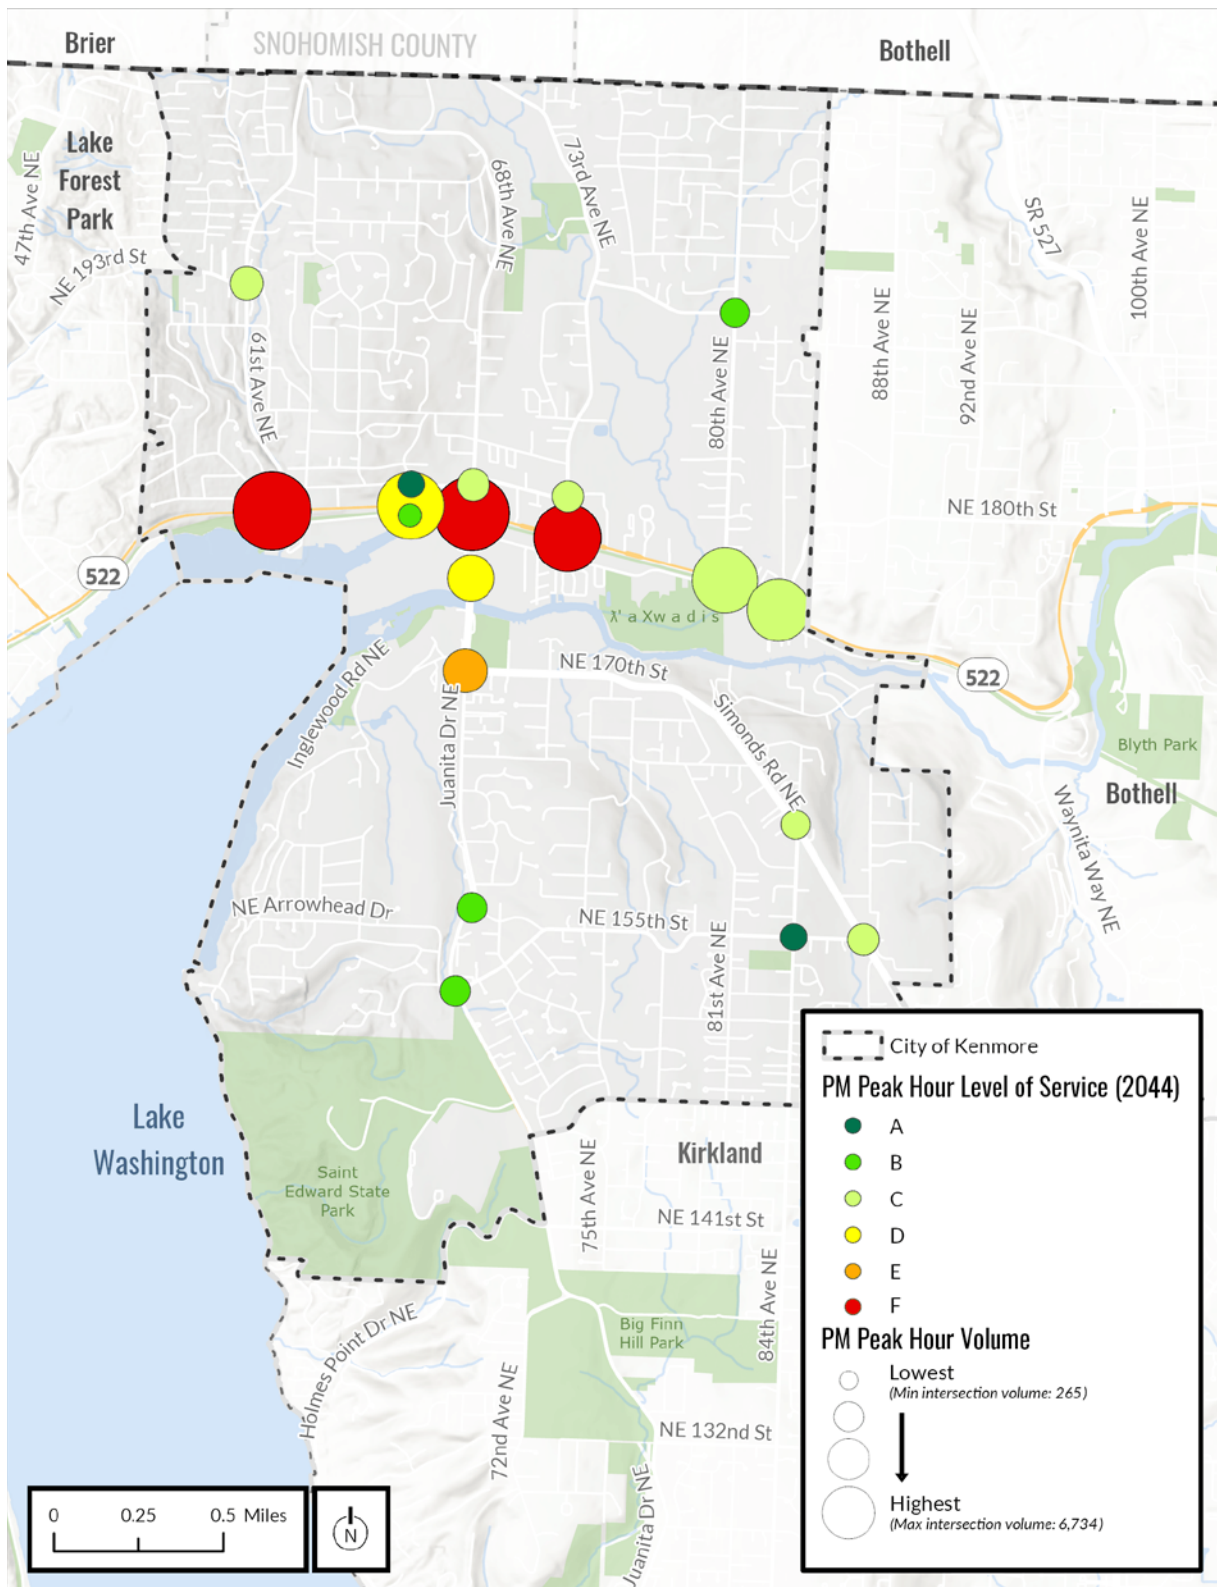 Brier
SNOHOMISH COUNTY
Bothell
Lake
Forest
Park
47th Ave NE
NE 193rd St
68th Ave NE
73rd Ave NE
SR 527
100th Ave NE
61st Ave NE
80th Ave NE
88th Ave NE
92nd Ave NE
NE 180th St
522
ƛ' a Xw a d i s
522
Inglewood Rd NE
NE 170th St
Juanita Dr NE
Simonds Rd NE
Blyth Park
Bothell
Waynita Way NE
NE Arrowhead Dr
NE 155th St
81st Ave NE
Lake
Washington
Saint
Edward State
Park
Kirkland
75th Ave NE
NE 141st St
84th Ave NE
Big Finn
Hill Park
Holmes Point Dr NE
72nd Ave NE
NE 132nd St
Juanita Dr NE
City of Kenmore
PM Peak Hour Level of Service (2044)
A
B
C
D
E
F
PM Peak Hour Volume
Lowest
(Min intersection volume: 265)
Highest
(Max intersection volume: 6,734)
0 0.25 0.5 Miles
N